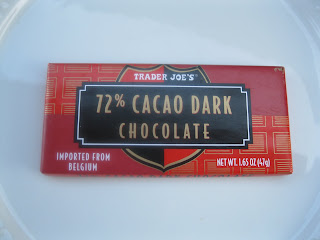 TRADER JOE'S
72% CACAO DARK
CHOCOLATE
IMPORTED FROM
BELGIUM
NET WT. 1.65 OZ (47g)